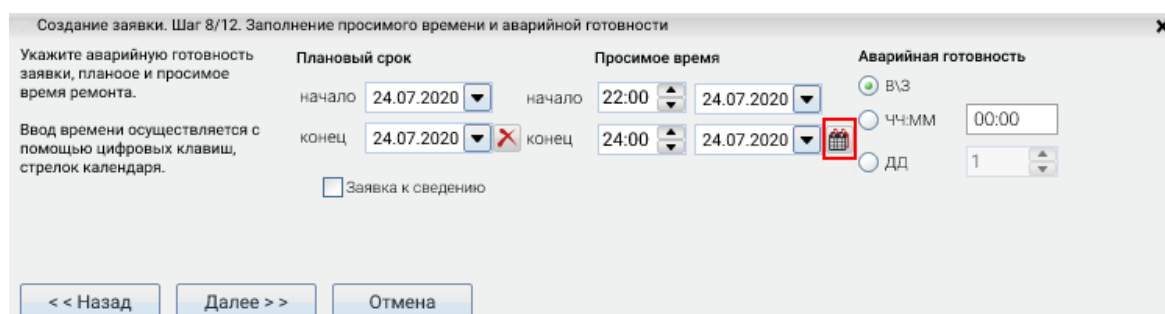 Создание заявки. Шаг 8/12. Заполнение просимого времени и аварийной готовности
Укажите аварийную готовность
заявки, планоое и просимое
время ремонта.
Ввод времени осуществляется с
помощью цифровых клавиш,
стрелок календаря.
Плановый срок
начало 24.07.2020
конец 24.07.2020
Заявка к сведению
Просимое время
начало 22:00 24.07.2020
конец 24:00 24.07.2020
Аварийная готовность
В\З
ЧЧ:ММ 00:00
ДД 1
< < Назад Далее > > Отмена